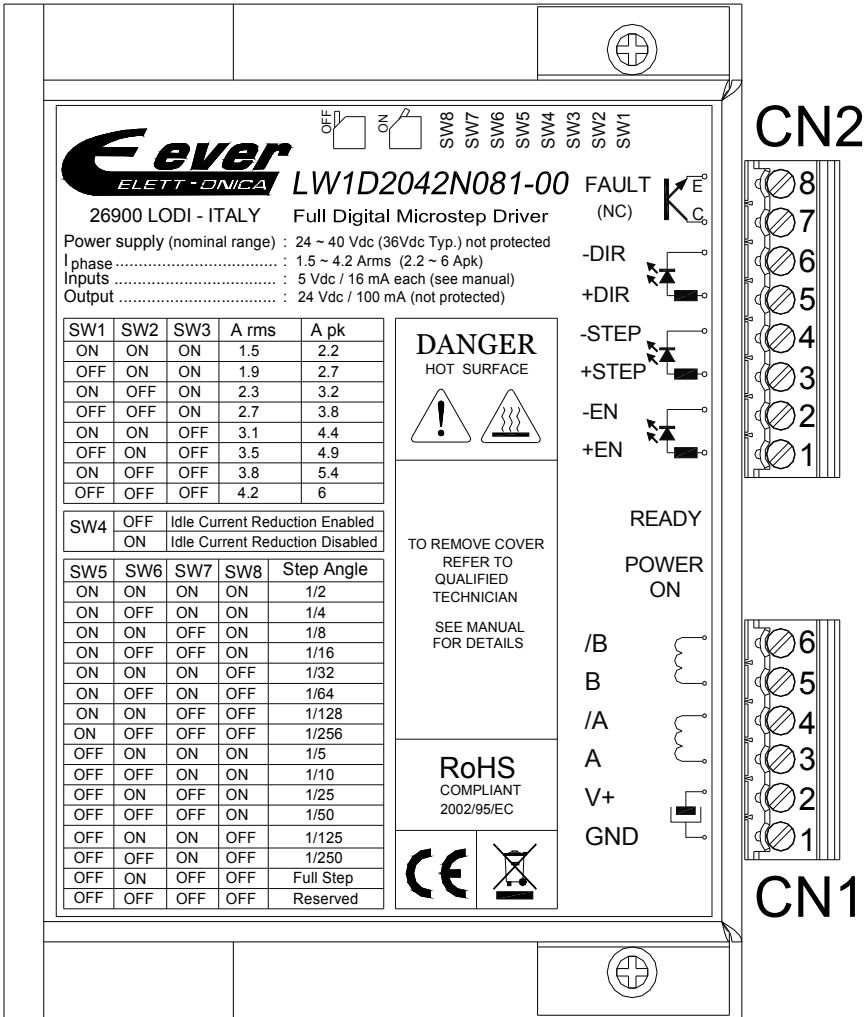 OFF ON SW8 SW7 SW6 SW5 SW4 SW3 SW2 SW1
CN2
ever
ELETTRONICA
LW1D2042N081-00
26900 LODI - ITALY Full Digital Microstep Driver
Power supply (nominal range) : 24 ~ 40 Vdc (36Vdc Typ.) not protected
I phase ................................. : 1.5 ~ 4.2 Arms (2.2 ~ 6 Apk)
Inputs ................................. : 5 Vdc / 16 mA each (see manual)
Output ................................ : 24 Vdc / 100 mA (not protected)
SW1 SW2 SW3 A rms A pk
ON ON ON 1.5 2.2
OFF ON ON 1.9 2.7
ON OFF ON 2.3 3.2
OFF OFF ON 2.7 3.8
ON ON OFF 3.1 4.4
OFF ON OFF 3.5 4.9
ON OFF OFF 3.8 5.4
OFF OFF OFF 4.2 6
SW4 OFF Idle Current Reduction Enabled
ON Idle Current Reduction Disabled
SW5 SW6 SW7 SW8 Step Angle
ON ON ON ON 1/2
ON OFF ON ON 1/4
ON ON OFF ON 1/8
ON OFF OFF ON 1/16
ON ON ON OFF 1/32
ON OFF ON OFF 1/64
ON ON OFF OFF 1/128
ON OFF OFF OFF 1/256
OFF ON ON ON 1/5
OFF OFF ON ON 1/10
OFF ON OFF ON 1/25
OFF OFF OFF ON 1/50
OFF ON ON OFF 1/125
OFF OFF ON OFF 1/250
OFF ON OFF OFF Full Step
OFF OFF OFF OFF Reserved
DANGER
HOT SURFACE
!
TO REMOVE COVER
REFER TO
QUALIFIED
TECHNICIAN
SEE MANUAL
FOR DETAILS
RoHS
COMPLIANT
2002/95/EC
CE
FAULT E 8
(NC) C 7
-DIR 6
+DIR 5
-STEP 4
+STEP 3
-EN 2
+EN 1
READY
POWER
ON
/B 6
B 5
/A 4
A 3
V+ 2
GND 1
CN1